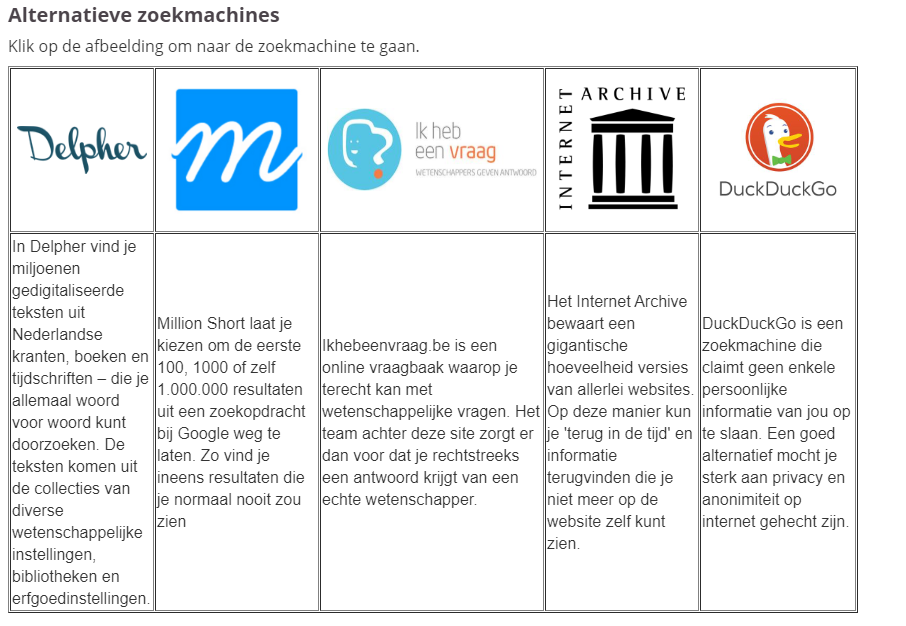 Alternatieve zoekmachines
Klik op de afbeelding om naar de zoekmachine te gaan.
Delpher
m
Ik heb
een vraag
WETENSCHAPPERS GEVEN ANTWOORD
INTERNET
ARCHIVE
DuckDuckGo
In Delpher vind je
miljoenen
gedigitaliseerde
teksten uit
Nederlandse
kranten, boeken en
tijdschriften – die je
allemaal woord
voor woord kunt
doorzoeken. De
teksten komen uit
de collecties van
diverse
wetenschappelijke
instellingen,
bibliotheken en
erfgoedinstellingen.
Million Short laat je
kiezen om de eerste
100, 1000 of zelf
1.000.000 resultaten
uit een zoekopdracht
bij Google weg te
laten. Zo vind je
ineens resultaten die
je normaal nooit zou
zien
Ikhebeenvraag.be is een
online vraagbaak waarop je
terecht kan met
wetenschappelijke vragen. Het
team achter deze site zorgt er
dan voor dat je rechtstreeks
een antwoord krijgt van een
echte wetenschapper.
Het Internet Archive
bewaart een
gigantische
hoeveelheid versies
van allerlei websites.
Op deze manier kun
je 'terug in de tijd' en
informatie
terugvinden die je
niet meer op de
website zelf kunt
zien.
DuckDuckGo is een
zoekmachine die
claimt geen enkele
persoonlijke
informatie van jou op
te slaan. Een goed
alternatief mocht je
sterk aan privacy en
anonimiteit op
internet gehecht zijn.